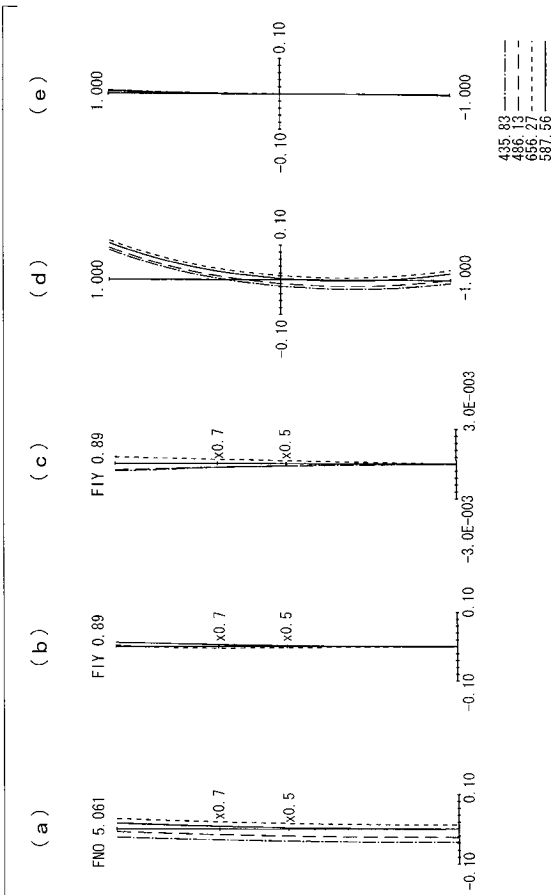 (a)
FNO 5.061
x0.7
x0.5
-0.10
0.10
(b)
FIY 0.89
x0.7
x0.5
-0.10
0.10
(c)
FIY 0.89
x0.7
x0.5
-3.0E-003
3.0E-003
(d)
1.000
-0.10
0.10
-1.000
(e)
1.000
-0.10
0.10
-1.000
435.83
486.13
656.27
587.56